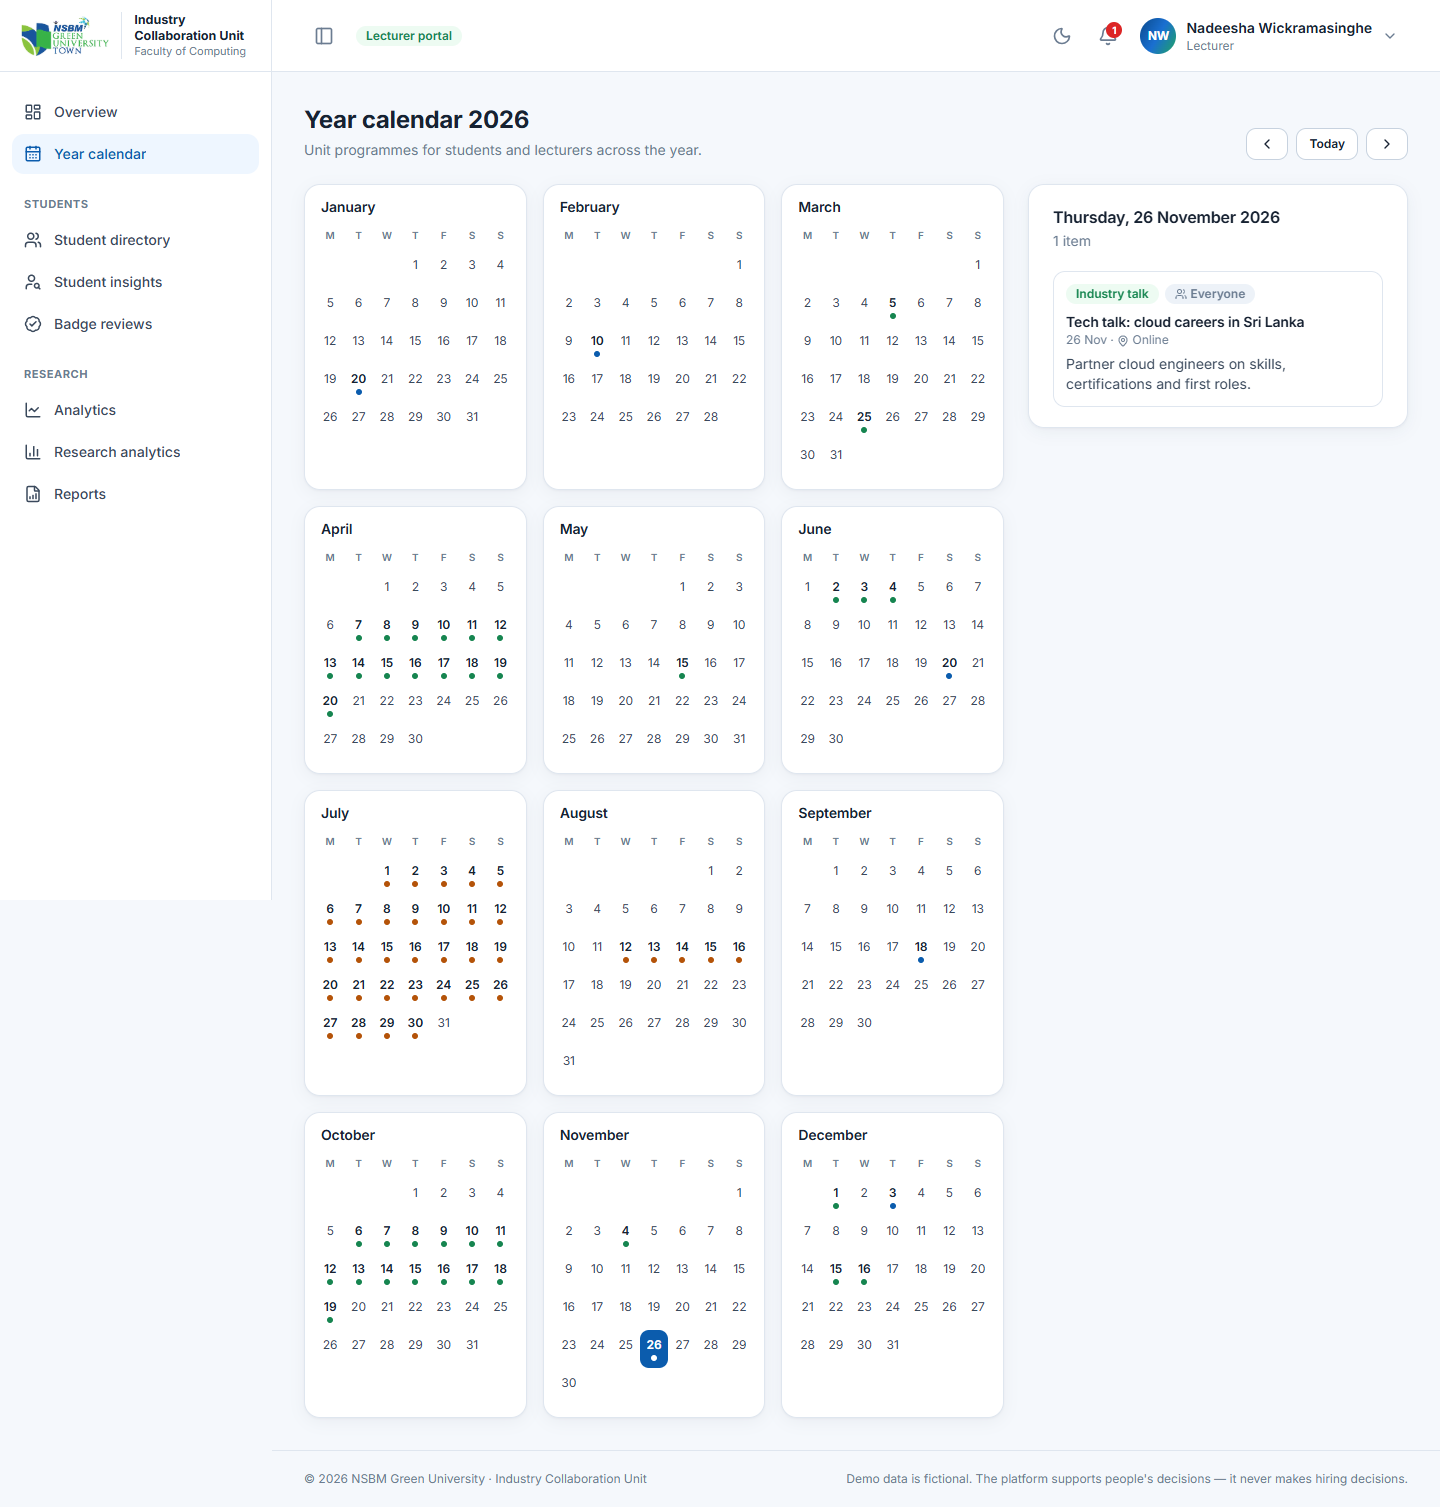 NSBM
GREEN
UNIVERSITY
TOWN
Industry
Collaboration Unit
Faculty of Computing
Lecturer portal
1
NW
Nadeesha Wickramasinghe
Lecturer
Overview
Year calendar
STUDENTS
Student directory
Student insights
Badge reviews
RESEARCH
Analytics
Research analytics
Reports
Year calendar 2026
Unit programmes for students and lecturers across the year.
Today
January
M T W T F S S
1 2 3 4
5 6 7 8 9 10 11
12 13 14 15 16 17 18
19 20 21 22 23 24 25
26 27 28 29 30 31
February
M T W T F S S
1
2 3 4 5 6 7 8
9 10 11 12 13 14 15
16 17 18 19 20 21 22
23 24 25 26 27 28
March
M T W T F S S
1
2 3 4 5 6 7 8
9 10 11 12 13 14 15
16 17 18 19 20 21 22
23 24 25 26 27 28 29
30 31
April
M T W T F S S
1 2 3 4 5
6 7 8 9 10 11 12
13 14 15 16 17 18 19
20 21 22 23 24 25 26
27 28 29 30
May
M T W T F S S
1 2 3
4 5 6 7 8 9 10
11 12 13 14 15 16 17
18 19 20 21 22 23 24
25 26 27 28 29 30 31
June
M T W T F S S
1 2 3 4 5 6 7
8 9 10 11 12 13 14
15 16 17 18 19 20 21
22 23 24 25 26 27 28
29 30
July
M T W T F S S
1 2 3 4 5
6 7 8 9 10 11 12
13 14 15 16 17 18 19
20 21 22 23 24 25 26
27 28 29 30 31
August
M T W T F S S
1 2
3 4 5 6 7 8 9
10 11 12 13 14 15 16
17 18 19 20 21 22 23
24 25 26 27 28 29 30
31
September
M T W T F S S
1 2 3 4 5 6
7 8 9 10 11 12 13
14 15 16 17 18 19 20
21 22 23 24 25 26 27
28 29 30
October
M T W T F S S
1 2 3 4
5 6 7 8 9 10 11
12 13 14 15 16 17 18
19 20 21 22 23 24 25
26 27 28 29 30 31
November
M T W T F S S
1
2 3 4 5 6 7 8
9 10 11 12 13 14 15
16 17 18 19 20 21 22
23 24 25 26 27 28 29
30
December
M T W T F S S
1 2 3 4 5 6
7 8 9 10 11 12 13
14 15 16 17 18 19 20
21 22 23 24 25 26 27
28 29 30 31
Thursday, 26 November 2026
1 item
Industry talk Everyone
Tech talk: cloud careers in Sri Lanka
26 Nov · Online
Partner cloud engineers on skills,
certifications and first roles.
© 2026 NSBM Green University · Industry Collaboration Unit
Demo data is fictional. The platform supports people's decisions — it never makes hiring decisions.